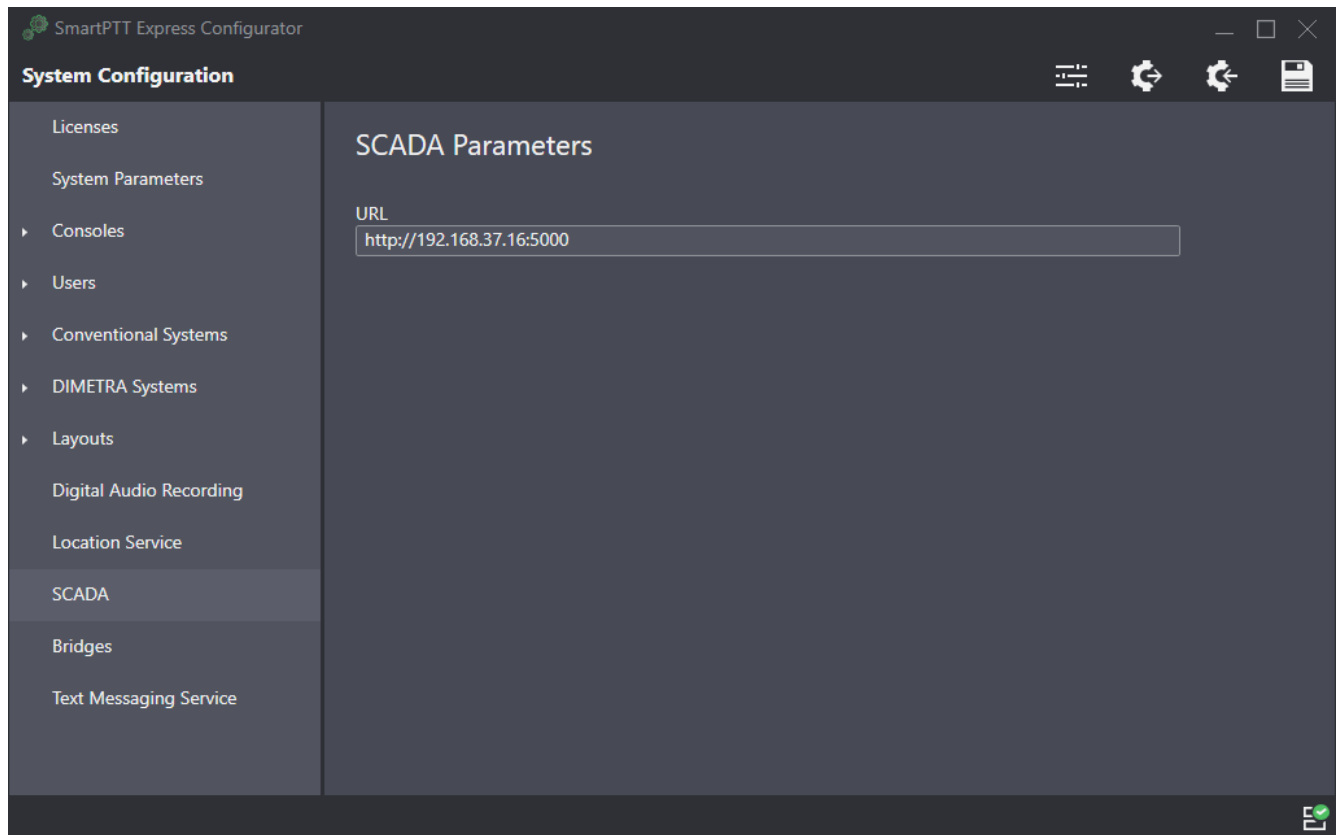 SmartPTT Express Configurator
System Configuration
Licenses
System Parameters
Consoles
Users
Conventional Systems
DIMETRA Systems
Layouts
Digital Audio Recording
Location Service
SCADA
Bridges
Text Messaging Service
SCADA Parameters
URL
http://192.168.37.16:5000